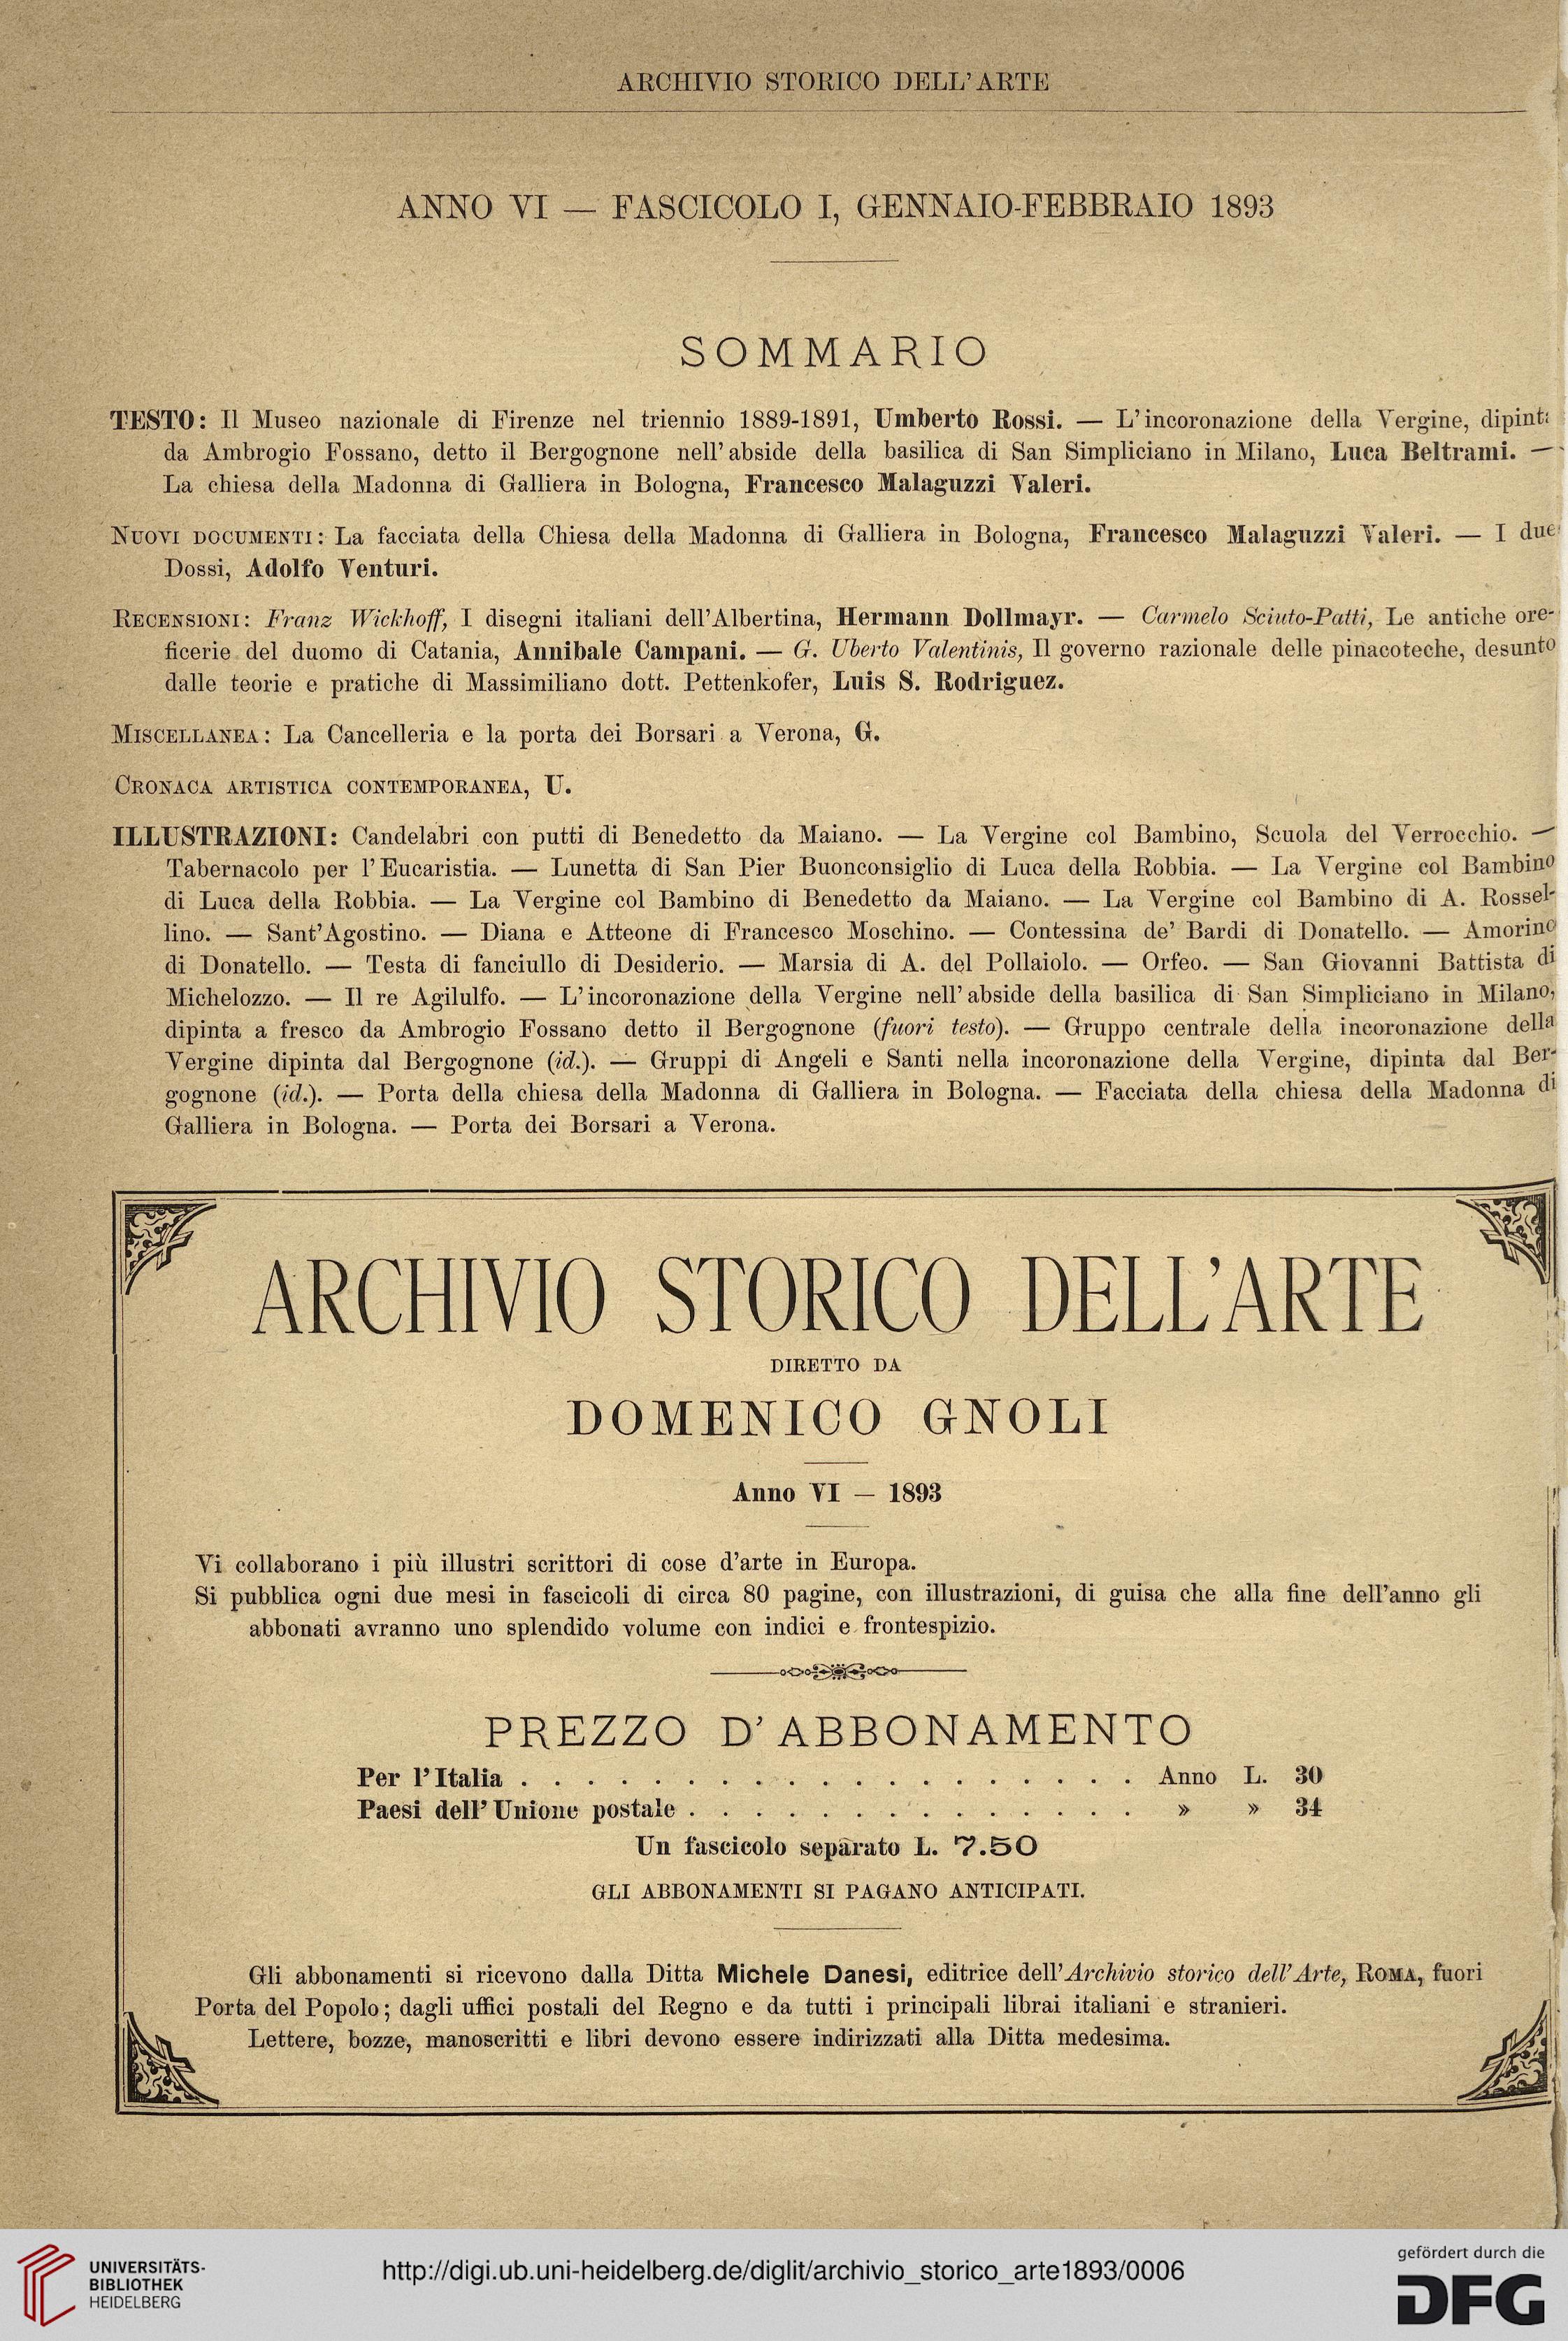 ARCHIVIO STORICO DELL'ARTE
ANNO VI — FASCICOLO I, GENNAIO-FEBBRAIO 1893
SOMMARIO
TESTO: Il Museo nazionale di Firenze nel triennio 1889-1891, Umberto Rossi. — L'incoronazione della Vergine,
da Ambrogio Fossano, detto il Bergognone nell'abside della basilica di San Simpliciano in Milano, Luca Beltrami. —
La chiesa della Madonna di Galliera in Bologna, Francesco Malaguzzi Valeri.
NUOVI DOCUMENTI: La facciata della Chiesa della Madonna di Galliera in Bologna, Francesco Malaguzzi Valeri. — I due
Dossi, Adolfo Venturi.
RECENSIONI: Franz Wickhoff, I disegni italiani dell'Albertina, Hermann Dollmayr. — Carmelo Sciuto-Patti, Le antiche ore-
ficerie del duomo di Catania, Annibale Campani. — G. Uberto Valentinis, Il governo razionale delle pinacoteche, desunto
dalle teorie e pratiche di Massimiliano dott. Pettenkofer, Luis S. Rodriguez.
MISCELLANEA: La Cancelleria e la porta dei Borsari a Verona, G.
CRONACA ARTISTICA CONTEMPORANEA, U.
ILLUSTRAZIONI: Candelabri con putti di Benedetto da Maiano. — La Vergine col Bambino, Scuola del Verrocchio. —
Tabernacolo per l'Eucaristia. — Lunetta di San Pier Buonconsiglio di Luca della Robbia. — La Vergine col Bambino
di Luca della Robbia. — La Vergine col Bambino di Benedetto da Maiano. — La Vergine col Bambino di A. Rossel-
lino. — Sant'Agostino. — Diana e Atteone di Francesco Moschino. — Contessina de' Bardi di Donatello. — Amorino
di Donatello. — Testa di fanciullo di Desiderio. — Marsia di A. del Pollaiolo. — Orfeo. — San Giovanni Battista di
Michelozzo. — Il re Agilulfo. — L'incoronazione della Vergine nell'abside della basilica di San Simpliciano in Milano,
dipinta a fresco da Ambrogio Fossano detto il Bergognone (fuori testo). — Gruppo centrale della incoronazione della
Vergine dipinta dal Bergognone (id.). — Gruppi di Angeli e Santi nella incoronazione della Vergine, dipinta dal Ber-
gognone (id.). — Porta della chiesa della Madonna di Galliera in Bologna. — Facciata della chiesa della Madonna di
Galliera in Bologna. — Porta dei Borsari a Verona.
ARCHIVIO STORICO DELL'ARTE
DIRETTO DA
DOMENICO GNOLI
Anno VI — 1893
Vi collaborano i più illustri scrittori di cose d'arte in Europa.
Si pubblica ogni due mesi in fascicoli di circa 80 pagine, con illustrazioni, di guisa che alla fine dell'anno gli
abbonati avranno uno splendido volume con indici e frontespizio.
PREZZO D'ABBONAMENTO
Per l'Italia . . . . . . . . . . . . . . . . . . . Anno L. 30
Paesi dell'Unione postale . . . . . . . . . . . . . . » » 34
Un fascicolo separato L. 7.50
GLI ABBONAMENTI SI PAGANO ANTICIPATI.
Gli abbonamenti si ricevono dalla Ditta Michele Danesi, editrice dell'Archivio storico dell'Arte, ROMA, fuori
Porta del Popolo; dagli uffici postali del Regno e da tutti i principali librai italiani e stranieri.
Lettere, bozze, manoscritti e libri devono essere indirizzati alla Ditta medesima.
UNIVERSITÄTS-
BIBLIOTHEK
HEIDELBERG
http://digi.ub.uni-heidelberg.de/diglit/archivio_storico_arte1893/0006
gefördert durch die
DFG